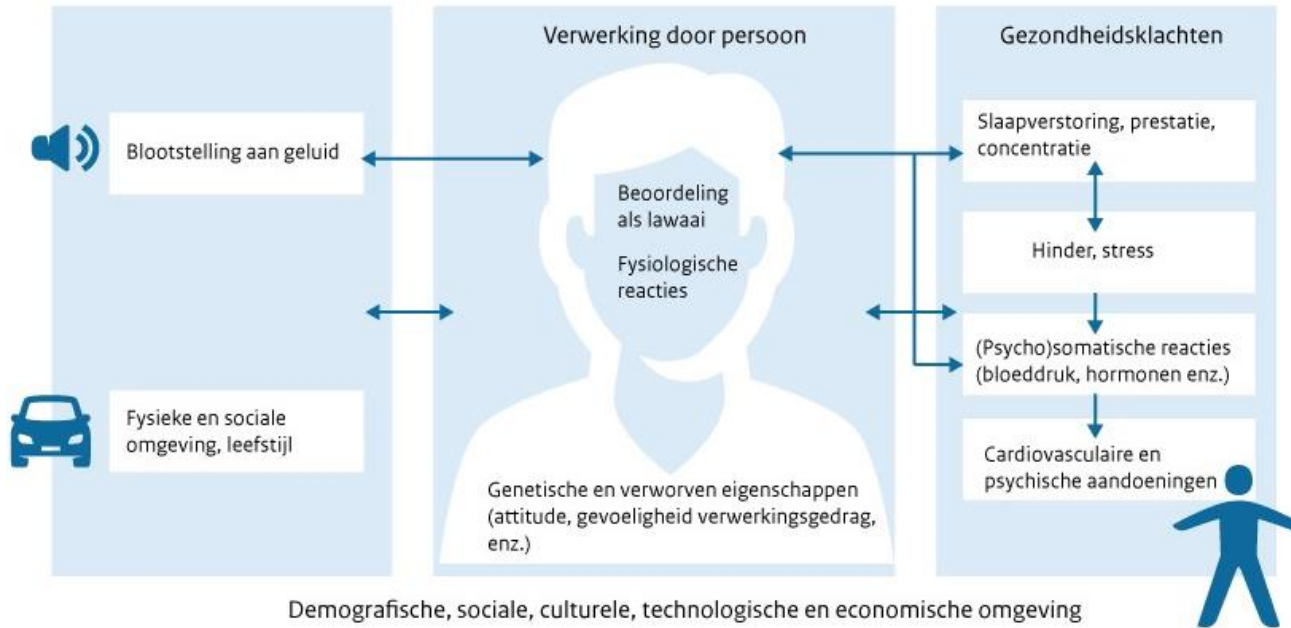 Verwerking door persoon
Gezondheidsklachten
Blootstelling aan geluid
Fysieke en sociale
omgeving, leefstijl
Beoordeling
als lawaai
Fysiologische
reacties
Genetische en verworven eigenschappen
(attitude, gevoeligheid verwerkingsgedrag,
enz.)
Slaapverstoring, prestatie,
concentratie
Hinder, stress
(Psycho)somatische reacties
(bloeddruk, hormonen enz.)
Cardiovasculaire en
psychische aandoeningen
Demografische, sociale, culturele, technologische en economische omgeving